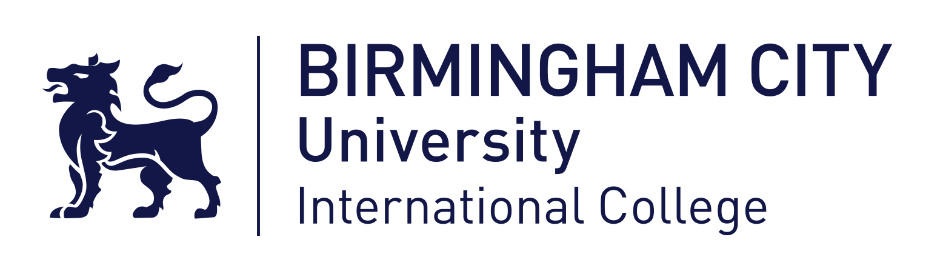 BIRMINGHAM CITY
University
International College